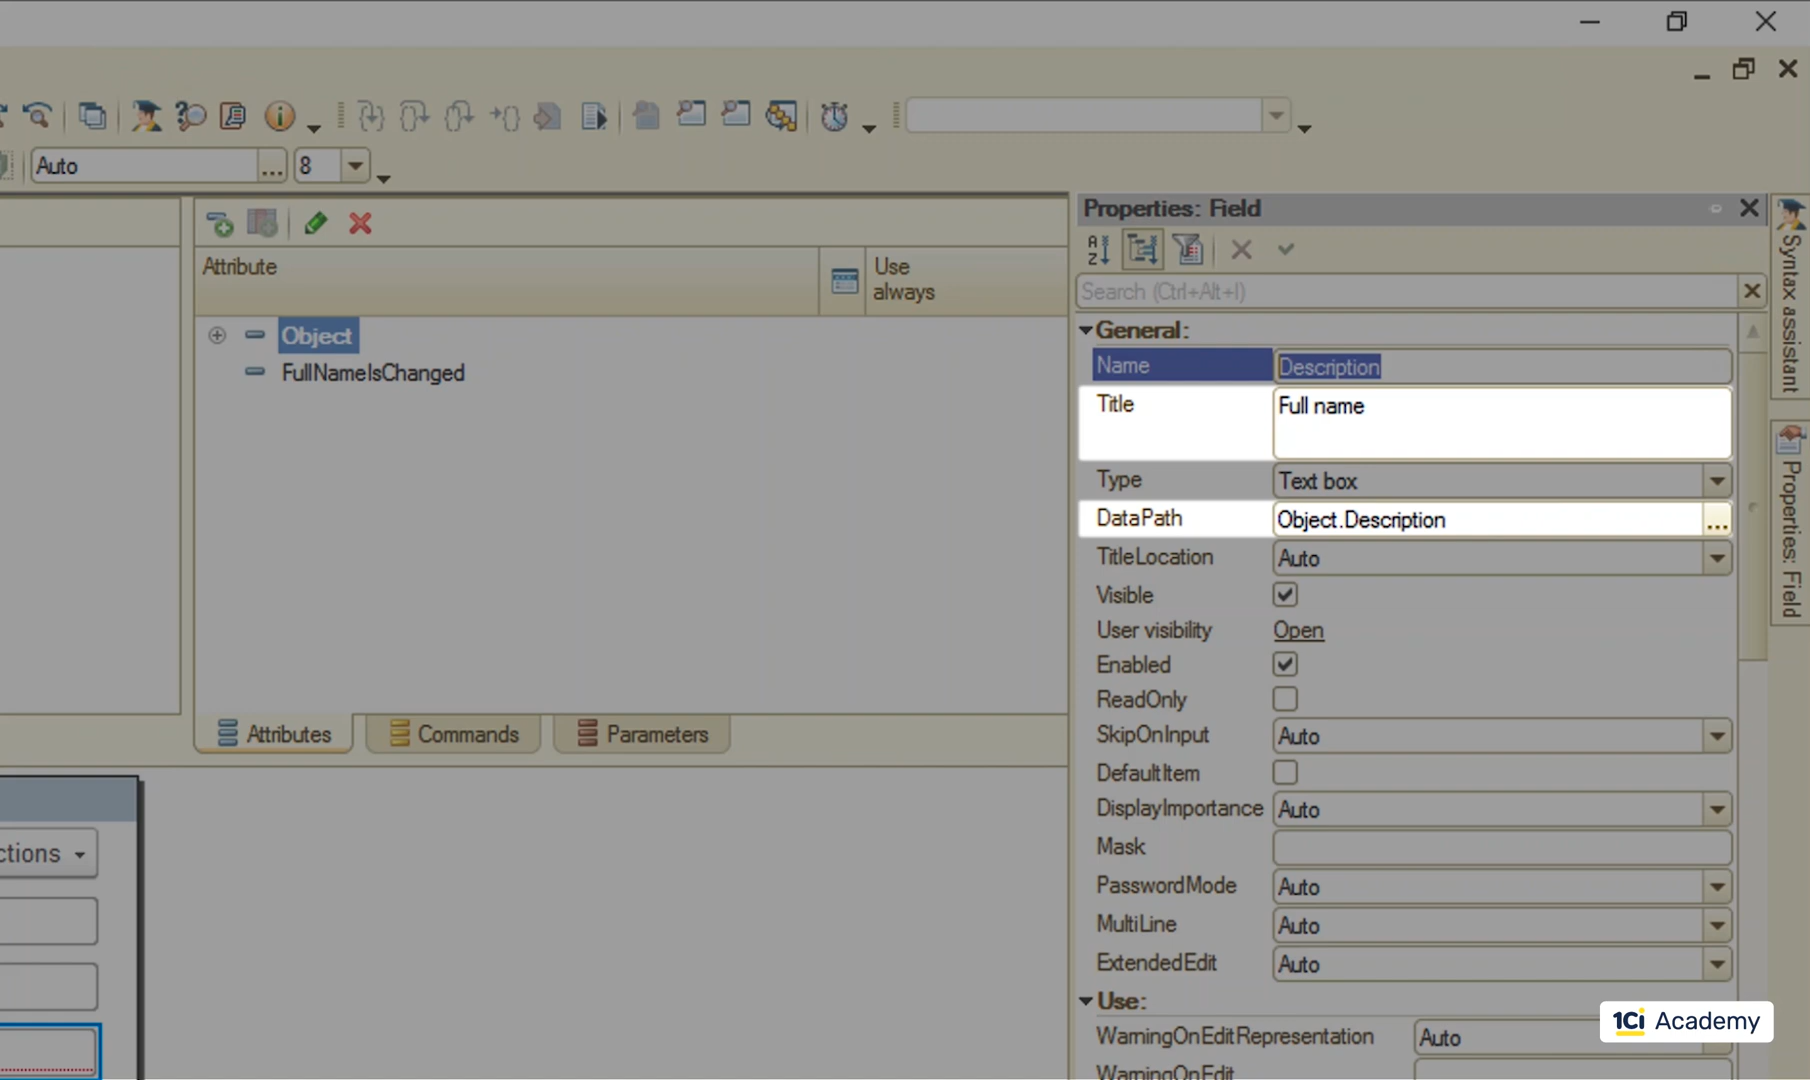 Auto
8
Attribute
Use
always
Object
FullNameIsChanged
Attributes
Commands
Parameters
ctions
Properties: Field
Search (Ctrl+Alt+I)
General:
Name Description
Title Full name
Type Text box
DataPath Object.Description
TitleLocation Auto
Visible
User visibility Open
Enabled
ReadOnly
SkipOnInput Auto
DefaultItem
DisplayImportance Auto
Mask
PasswordMode Auto
MultiLine Auto
ExtendedEdit Auto
Use:
WarningOnEditRepresentation Auto
WarningOnEdit
Syntax assistant
Properties: Field
1Ci Academy